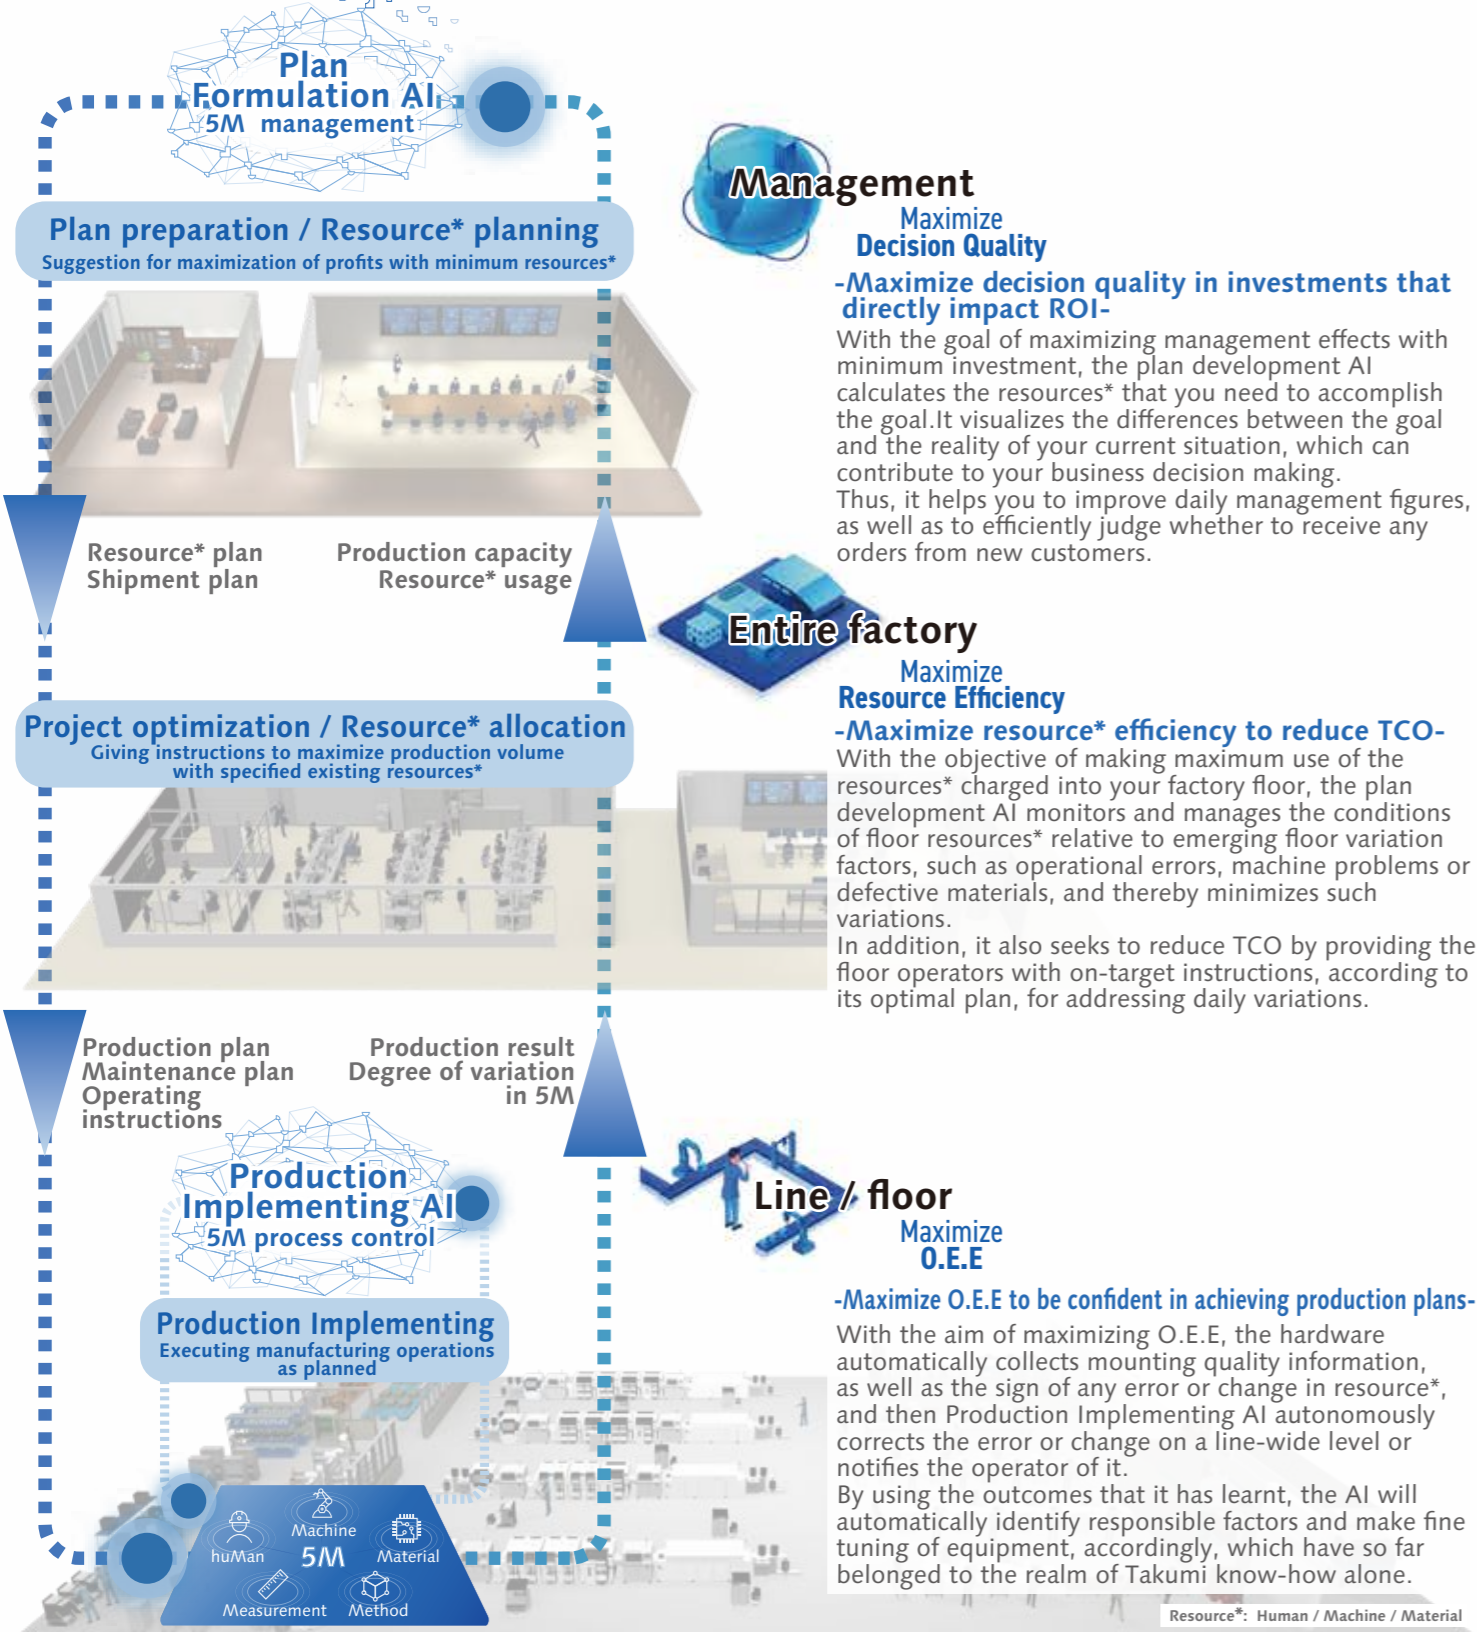 Plan
Formulation AI
5M management
Plan preparation / Resource* planning
Suggestion for maximization of profits with minimum resources*
Resource* plan
Shipment plan
Production capacity
Resource* usage
Project optimization / Resource* allocation
Giving instructions to maximize production volume
with specified existing resources*
Production plan
Maintenance plan
Operating
instructions
Production result
Degree of variation
in 5M
Production
Implementing AI
5M process control
Production Implementing
Executing manufacturing operations
as planned
huMan
Machine
5M
Material
Measurement
Method
Management
Maximize
Decision Quality
-Maximize decision quality in investments that
directly impact ROI-
With the goal of maximizing management effects with
minimum investment, the plan development AI
calculates the resources* that you need to accomplish
the goal.It visualizes the differences between the goal
and the reality of your current situation, which can
contribute to your business decision making.
Thus, it helps you to improve daily management figures,
as well as to efficiently judge whether to receive any
orders from new customers.
Entire factory
Maximize
Resource Efficiency
-Maximize resource* efficiency to reduce TCO-
With the objective of making maximum use of the
resources* charged into your factory floor, the plan
development AI monitors and manages the conditions
of floor resources* relative to emerging floor variation
factors, such as operational errors, machine problems or
defective materials, and thereby minimizes such
variations.
In addition, it also seeks to reduce TCO by providing the
floor operators with on-target instructions, according to
its optimal plan, for addressing daily variations.
Line / floor
Maximize
O.E.E
-Maximize O.E.E to be confident in achieving production plans-
With the aim of maximizing O.E.E, the hardware
automatically collects mounting quality information,
as well as the sign of any error or change in resource*,
and then Production Implementing AI autonomously
corrects the error or change on a line-wide level or
notifies the operator of it.
By using the outcomes that it has learnt, the AI will
automatically identify responsible factors and make fine
tuning of equipment, accordingly, which have so far
belonged to the realm of Takumi know-how alone.
Resource*: Human / Machine / Material